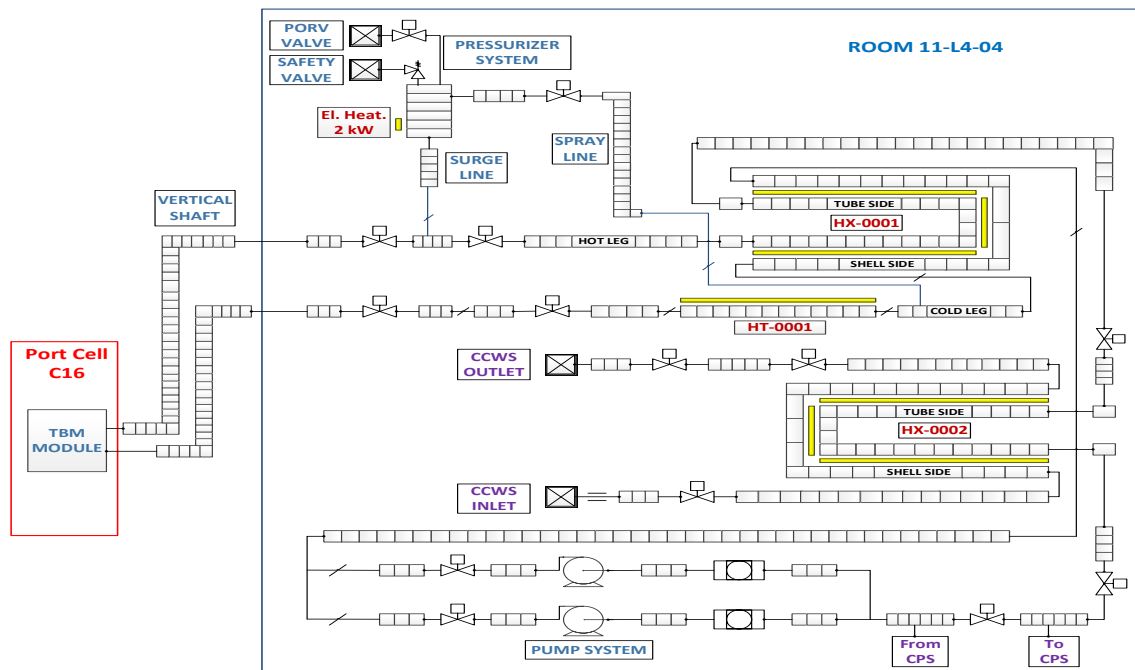 PORV
VALVE
PRESSURIZER
SYSTEM
ROOM 11-L4-04
SAFETY
VALVE
El. Heat.
2 kW
SPRAY
LINE
SURGE
LINE
VERTICAL
SHAFT
TUBE SIDE
HX-0001
HOT LEG
SHELL SIDE
COLD LEG
HT-0001
Port Cell
C16
CCWS
OUTLET
TBM
MODULE
TUBE SIDE
HX-0002
SHELL SIDE
CCWS
INLET
PUMP SYSTEM
From
CPS
To
CPS